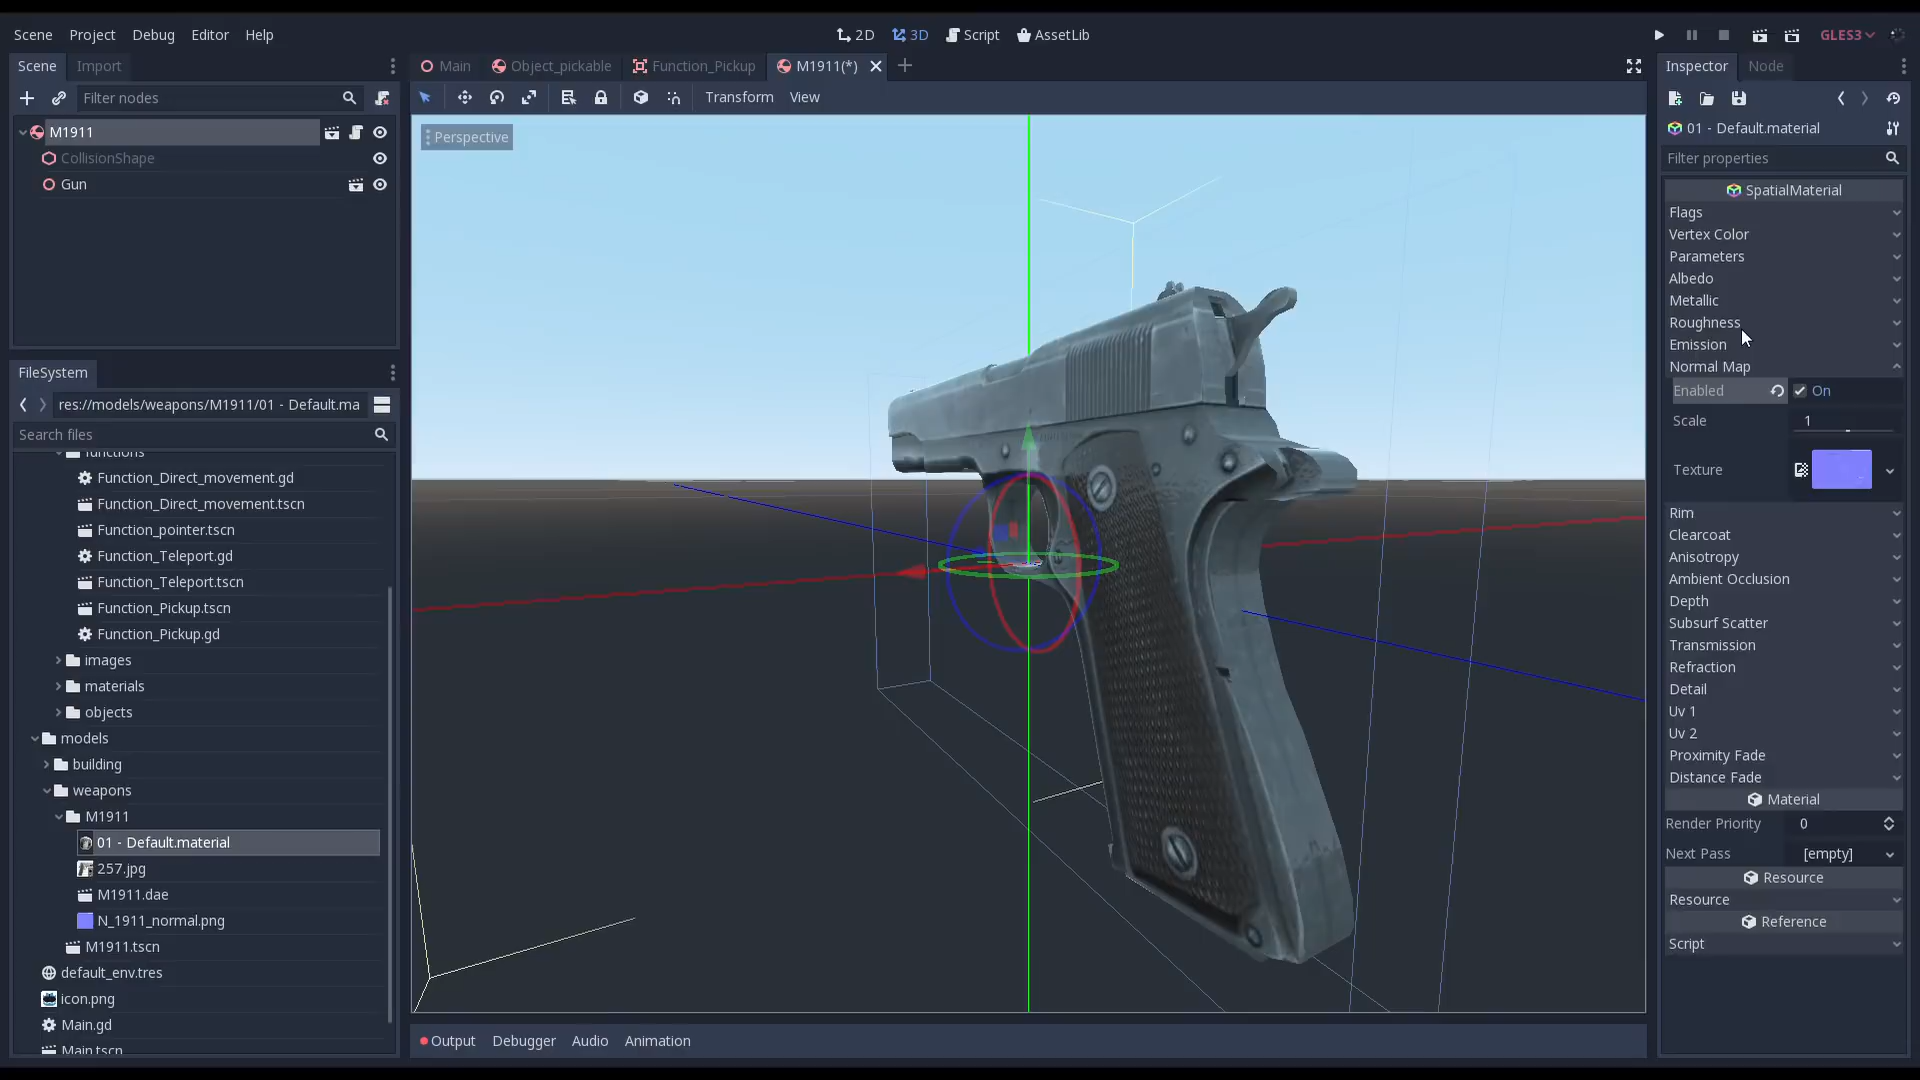 Scene Project Debug Editor Help
2D 3D Script AssetLib
GLES3
Scene Import
Filter nodes
M1911
CollisionShape
Gun
FileSystem
res://models/weapons/M1911/01 - Default.ma
Search files
functions
Function_Direct_movement.gd
Function_Direct_movement.tscn
Function_pointer.tscn
Function_Teleport.gd
Function_Teleport.tscn
Function_Pickup.tscn
Function_Pickup.gd
images
materials
objects
models
building
weapons
M1911
01 - Default.material
257.jpg
M1911.dae
N_1911_normal.png
M1911.tscn
default_env.tres
icon.png
Main.gd
Main.tscn
Main Object_pickable Function_Pickup M1911(*)
Transform View
Perspective
Output Debugger Audio Animation
Inspector Node
01 - Default.material
Filter properties
SpatialMaterial
Flags
Vertex Color
Parameters
Albedo
Metallic
Roughness
Emission
Normal Map
Enabled On
Scale 1
Texture
Rim
Clearcoat
Anisotropy
Ambient Occlusion
Depth
Subsurf Scatter
Transmission
Refraction
Detail
Uv 1
Uv 2
Proximity Fade
Distance Fade
Material
Render Priority 0
Next Pass [empty]
Resource
Resource
Reference
Script